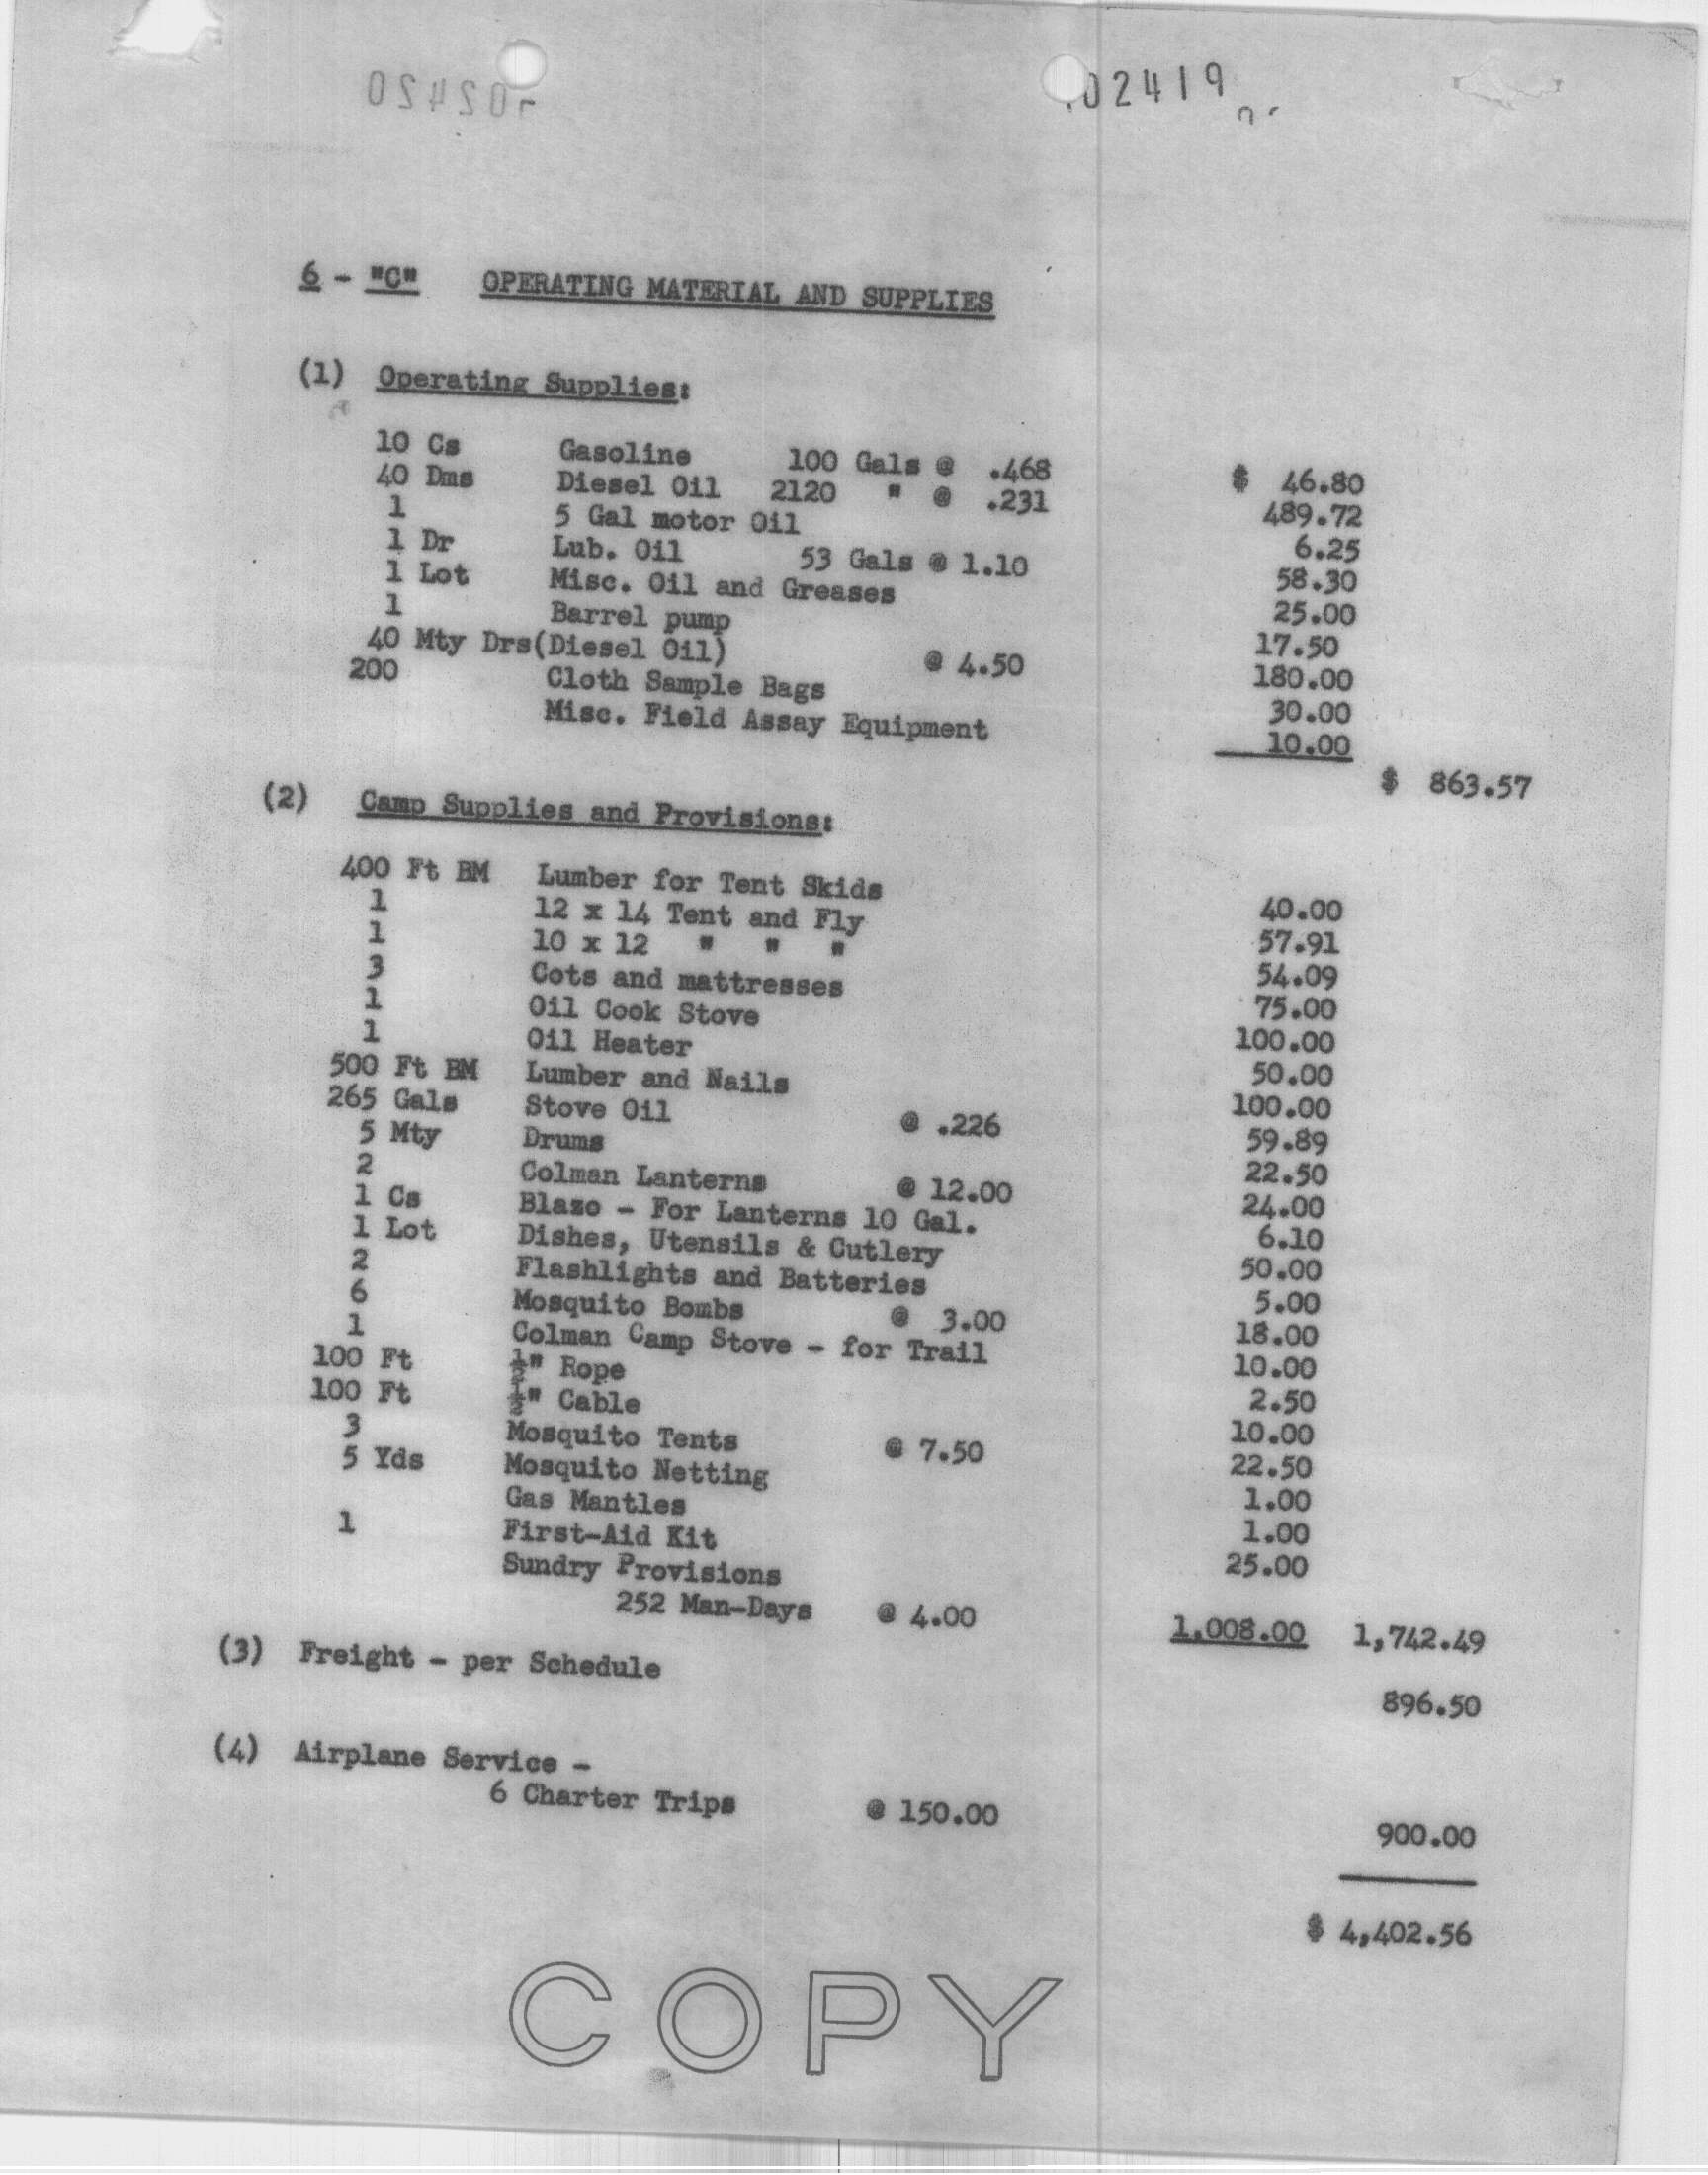 02420
02419
6 - "C" OPERATING MATERIAL AND SUPPLIES
(1) Operating Supplies:
10 Cs Gasoline 100 Gals @ .468 $ 46.80
40 Dms Diesel Oil 2120 " @ .231 489.72
1 5 Gal motor Oil 6.25
1 Dr Lub. Oil 53 Gals @ 1.10 58.30
1 Lot Misc. Oil and Greases 25.00
1 Barrel pump 17.50
40 Mty Drs(Diesel Oil) @ 4.50 180.00
200 Cloth Sample Bags 30.00
Misc. Field Assay Equipment 10.00
$ 863.57
(2) Camp Supplies and Provisions:
400 Ft BM Lumber for Tent Skids 40.00
1 12 x 14 Tent and Fly 57.91
1 10 x 12 " " " 54.09
3 Cots and mattresses 75.00
1 Oil Cook Stove 100.00
1 Oil Heater 50.00
500 Ft BM Lumber and Nails 100.00
265 Gals Stove Oil @ .226 59.89
5 Mty Drums 22.50
2 Colman Lanterns @ 12.00 24.00
1 Cs Blazo - For Lanterns 10 Gal. 6.10
1 Lot Dishes, Utensils & Cutlery 50.00
2 Flashlights and Batteries 5.00
6 Mosquito Bombs @ 3.00 18.00
1 Colman Camp Stove - for Trail 10.00
100 Ft ½" Rope 2.50
100 Ft ½" Cable 10.00
3 Mosquito Tents @ 7.50 22.50
5 Yds Mosquito Netting 1.00
Gas Mantles 1.00
1 First-Aid Kit 25.00
Sundry Provisions
252 Man-Days @ 4.00 1,008.00 1,742.49
(3) Freight - per Schedule 896.50
(4) Airplane Service -
6 Charter Trips @ 150.00 900.00
$ 4,402.56
COPY